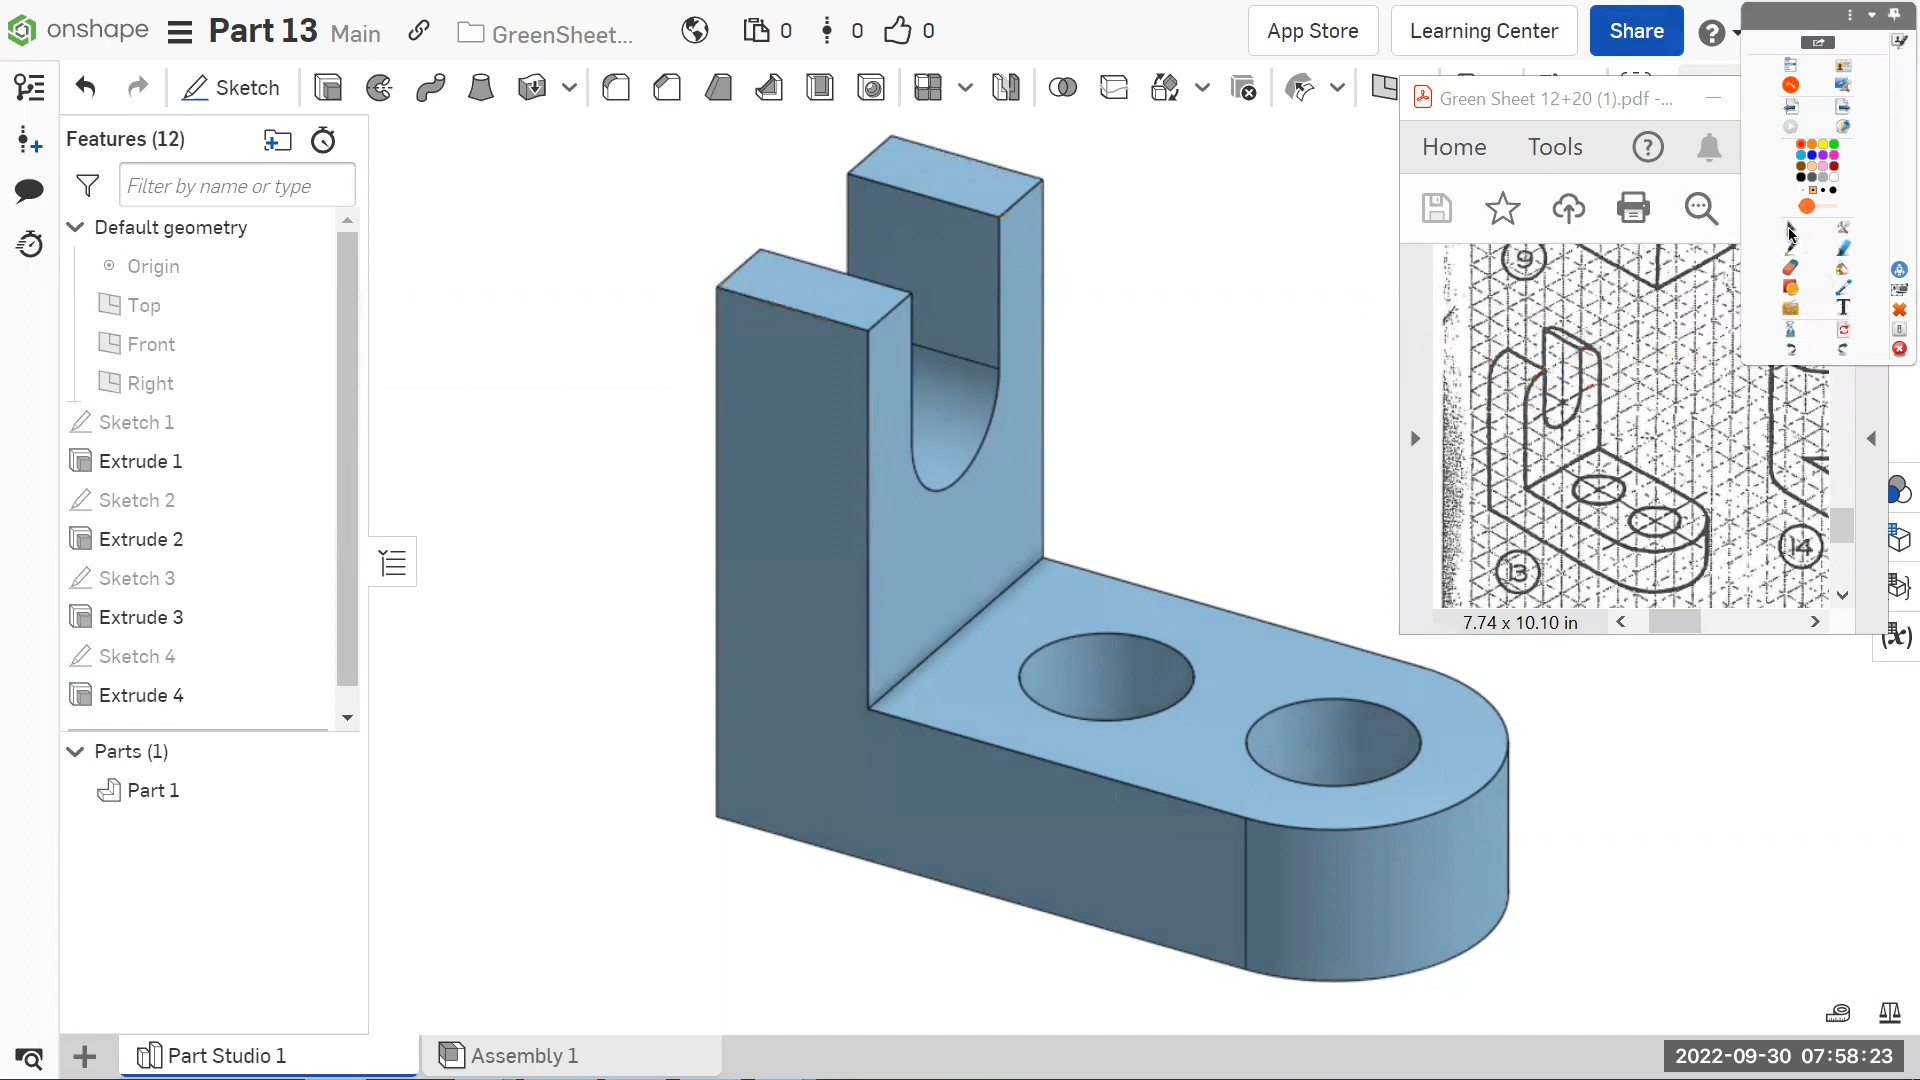 onshape Part 13 Main GreenSheet... 0 0 0 App Store Learning Center Share
Sketch
Green Sheet 12+20 (1).pdf -...
Features (12)
Home Tools
Filter by name or type
Default geometry
Origin
Top
Front
Right
Sketch 1
Extrude 1
Sketch 2
Extrude 2
Sketch 3
Extrude 3
Sketch 4
Extrude 4
Parts (1)
Part 1
9
13
14
7.74 x 10.10 in
(x)
T
Part Studio 1
Assembly 1
2022-09-30 07:58:23